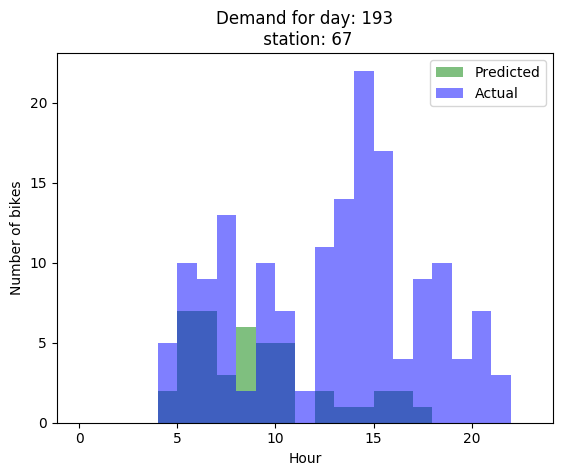 Demand for day: 193
station: 67
Predicted
Actual
Number of bikes
20
15
10
5
0
0 5 10 15 20
Hour